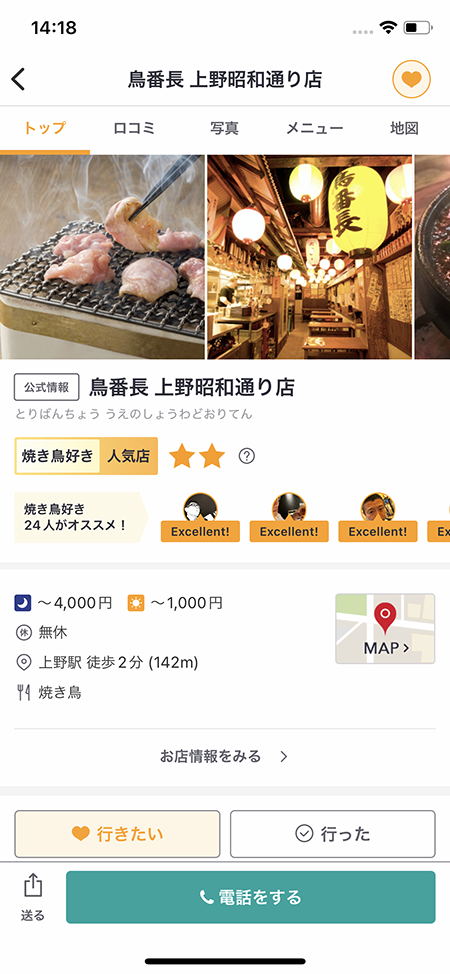 14:18
鳥番長 上野昭和通り店
トップ 口コミ 写真 メニュー 地図
鳥番長
公式情報 鳥番長 上野昭和通り店
とりばんちょう うえのしょうわどおりてん
焼き鳥好き 人気店 ?
焼き鳥好き
24人がオススメ！
Excellent! Excellent! Excellent! Ex
〜4,000円 〜1,000円
休 無休
上野駅 徒歩2分 (142m)
MAP
焼き鳥
お店情報をみる
行きたい 行った
送る 電話をする